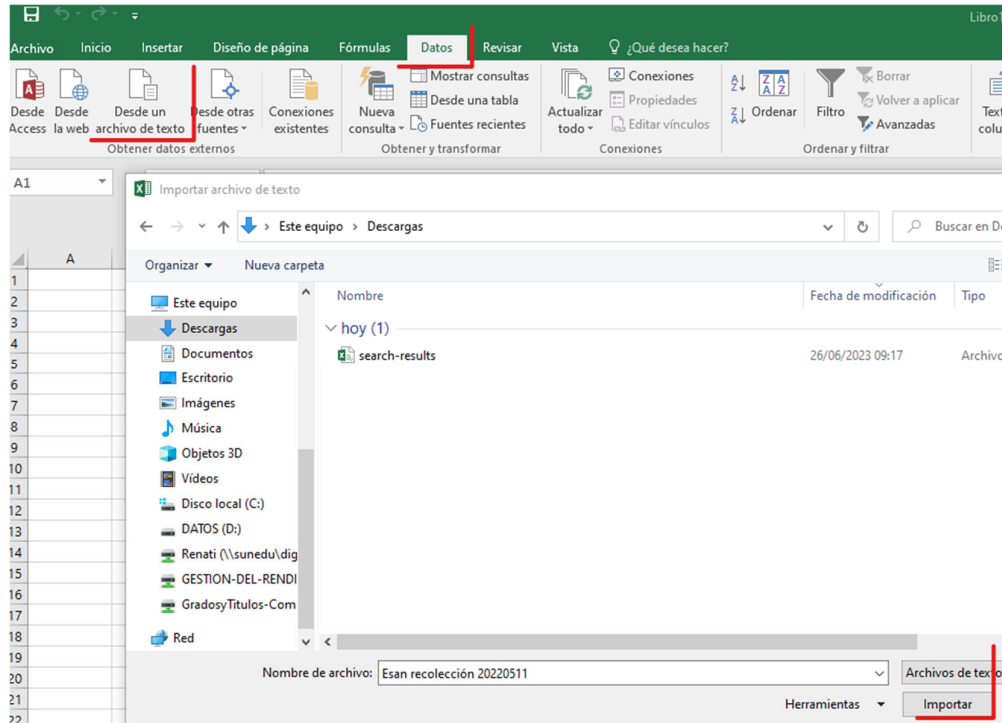 Libro1
Archivo Inicio Insertar Diseño de página Fórmulas Datos Revisar Vista ¿Qué desea hacer?
Desde Access
Desde la web
Desde un archivo de texto
Desde otras fuentes
Conexiones existentes
Obtener datos externos
Nueva consulta
Mostrar consultas
Desde una tabla
Fuentes recientes
Obtener y transformar
Actualizar todo
Conexiones
Propiedades
Editar vínculos
Conexiones
Ordenar
Filtro
Borrar
Volver a aplicar
Avanzadas
Ordenar y filtrar
A1
A
1
2
3
4
5
6
7
8
9
10
11
12
13
14
15
16
17
18
19
20
21
22
Importar archivo de texto
Este equipo > Descargas
Buscar en
Organizar Nueva carpeta
Este equipo
Descargas
Documentos
Escritorio
Imágenes
Música
Objetos 3D
Vídeos
Disco local (C:)
DATOS (D:)
Renati (\\sunedu\dig
GESTION-DEL-RENDI
GradosyTitulos-Com
Red
Nombre Fecha de modificación Tipo
hoy (1)
search-results 26/06/2023 09:17 Archivo
Nombre de archivo: Esan recolección 20220511 Archivos de texto
Herramientas Importar